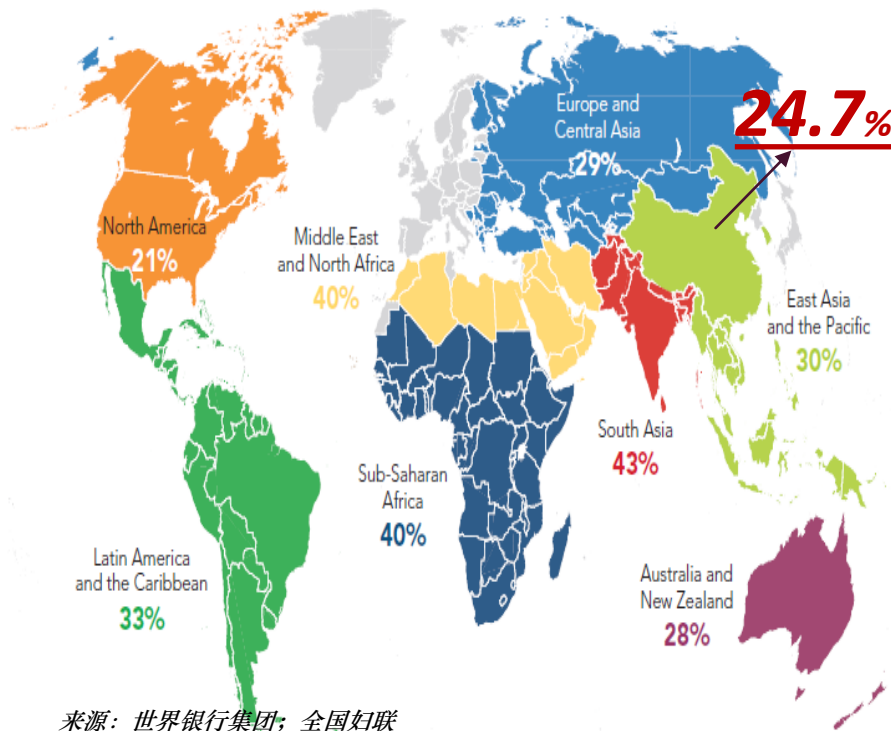 24.7%
Europe and
Central Asia
29%
North America
21%
Middle East
and North Africa
40%
East Asia
and the Pacific
30%
South Asia
43%
Sub-Saharan
Africa
40%
Latin America
and the Caribbean
33%
Australia and
New Zealand
28%
来源：世界银行集团；全国妇联